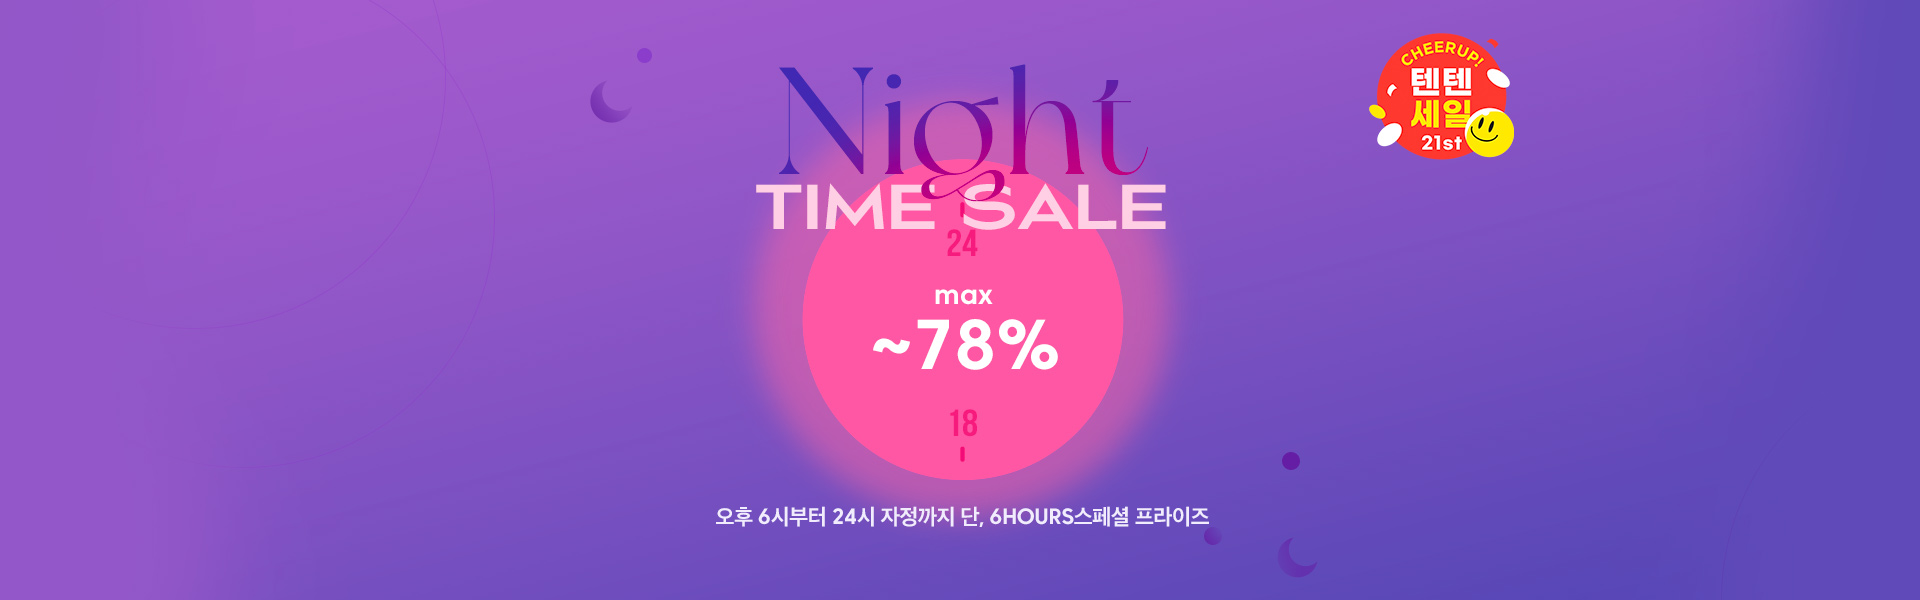 Night
TIME SALE
24
max
~78%
18
오후 6시부터 24시 자정까지 단, 6HOURS스페셜 프라이즈
CHEERUP!
텐텐
세일
21st